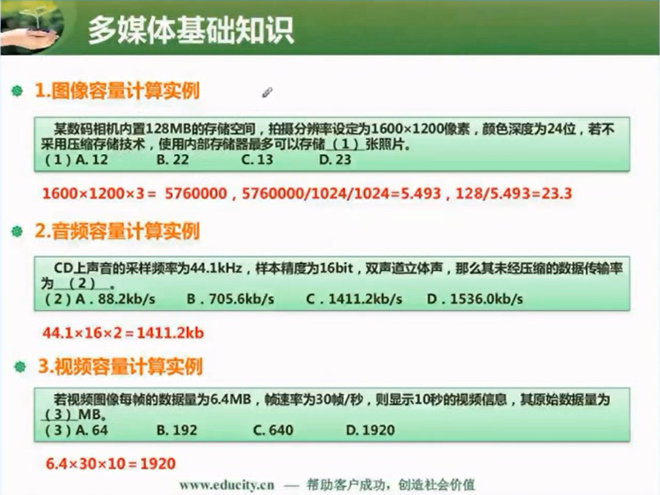 多媒体基础知识
1.图像容量计算实例
某数码相机内置128MB的存储空间，拍摄分辨率设定为1600×1200像素，颜色深度为24位，若不
采用压缩存储技术，使用内部存储器最多可以存储（1）张照片。
（1）A. 12 B. 22 C. 13 D. 23
1600×1200×3＝ 5760000，5760000/1024/1024=5.493，128/5.493=23.3
2.音频容量计算实例
CD上声音的采样频率为44.1kHz，样本精度为16bit，双声道立体声，那么其未经压缩的数据传输率
为 （2） 。
（2）A．88.2kb/s B．705.6kb/s C．1411.2kb/s D．1536.0kb/s
44.1×16×2＝1411.2kb
3.视频容量计算实例
若视频图像每帧的数据量为6.4MB，帧速率为30帧/秒，则显示10秒的视频信息，其原始数据量为
（3）MB。
（3）A. 64 B. 192 C. 640 D. 1920
6.4×30×10＝1920
www.educity.cn — 帮助客户成功，创造社会价值